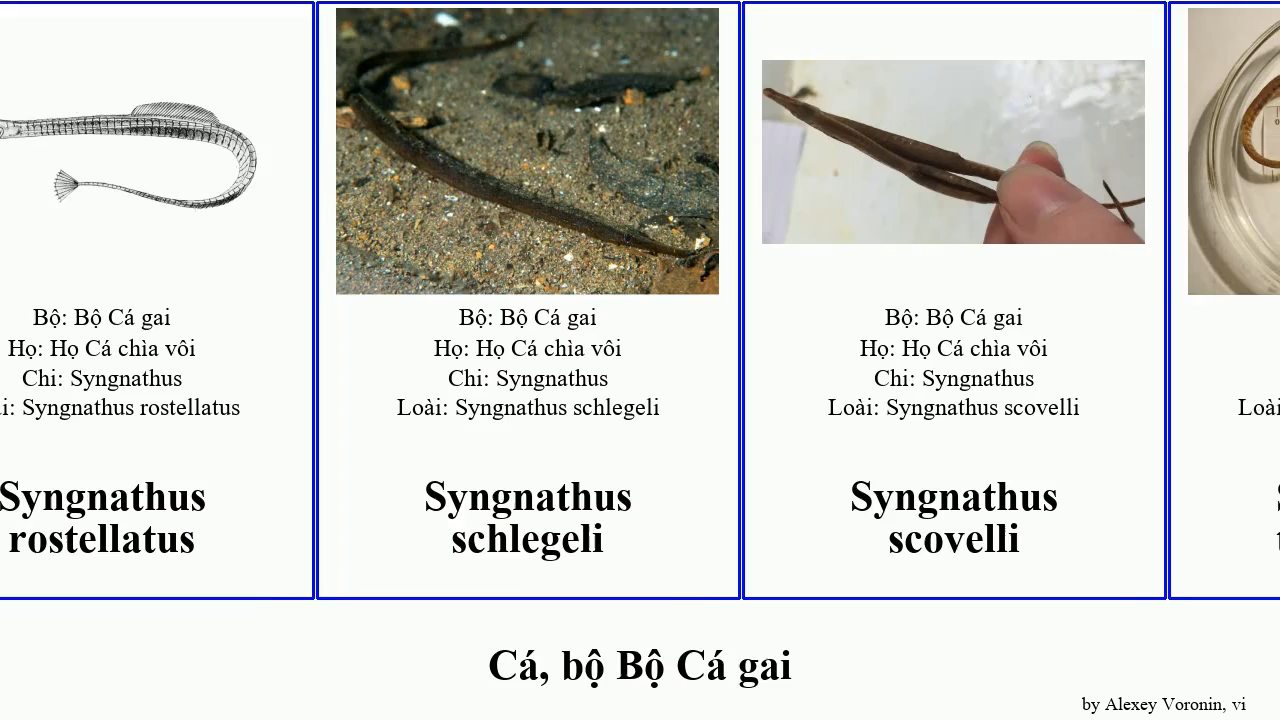 Bộ: Bộ Cá gai
Họ: Họ Cá chìa vôi
Chi: Syngnathus
i: Syngnathus rostellatus
Syngnathus
rostellatus
Bộ: Bộ Cá gai
Họ: Họ Cá chìa vôi
Chi: Syngnathus
Loài: Syngnathus schlegeli
Syngnathus
schlegeli
Bộ: Bộ Cá gai
Họ: Họ Cá chìa vôi
Chi: Syngnathus
Loài: Syngnathus scovelli
Syngnathus
scovelli
Loài
Cá, bộ Bộ Cá gai
by Alexey Voronin, vi